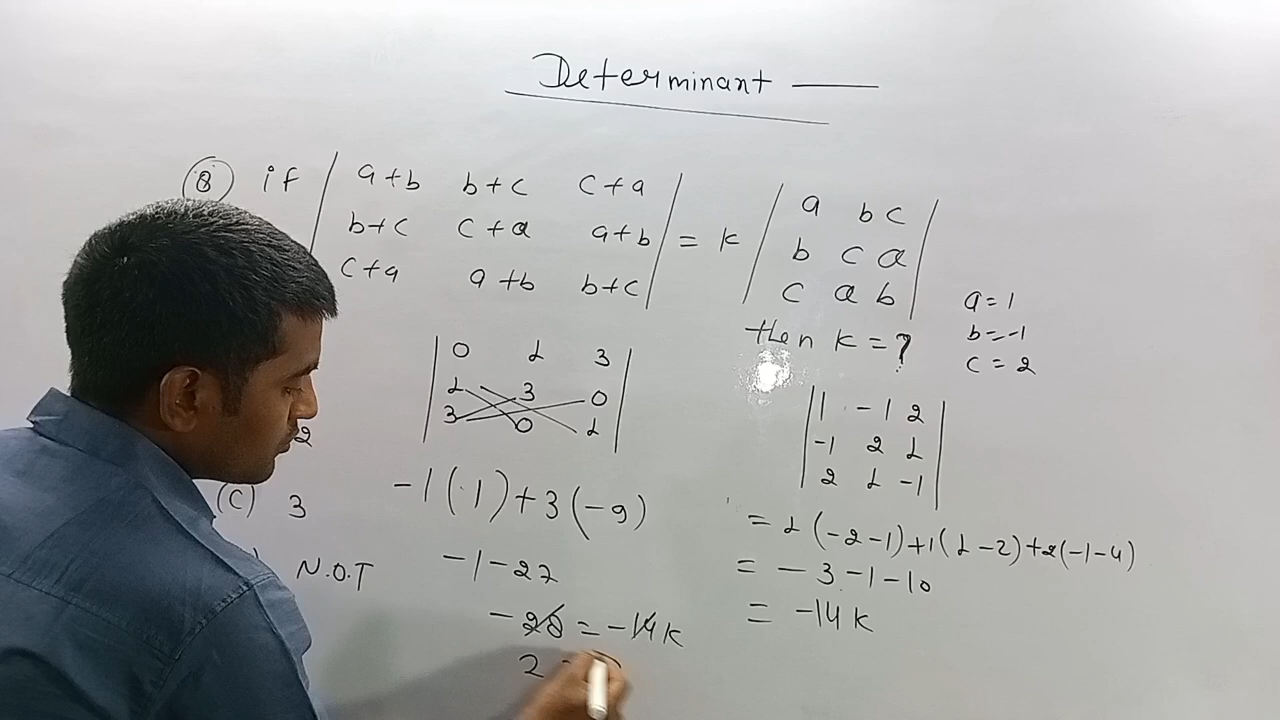 Determinant
Q if | a+b b+c c+a | = k | a b c |
| b+c c+a a+b | | b c a |
| c+a a+b b+c | | c a b |
then k = ?
a = 1
b = -1
c = 2
| 0 1 3 |
| 1 3 0 |
| 3 0 1 |
2
(C) 3
N.O.T
-1(1)+3(-9)
-1-27
-28 = -14k
2 =
| 1 -1 2 |
| -1 2 1 |
| 2 1 -1 |
= 1(-2-1)+1(1-2)+2(-1-4)
= -3-1-10
= -14k